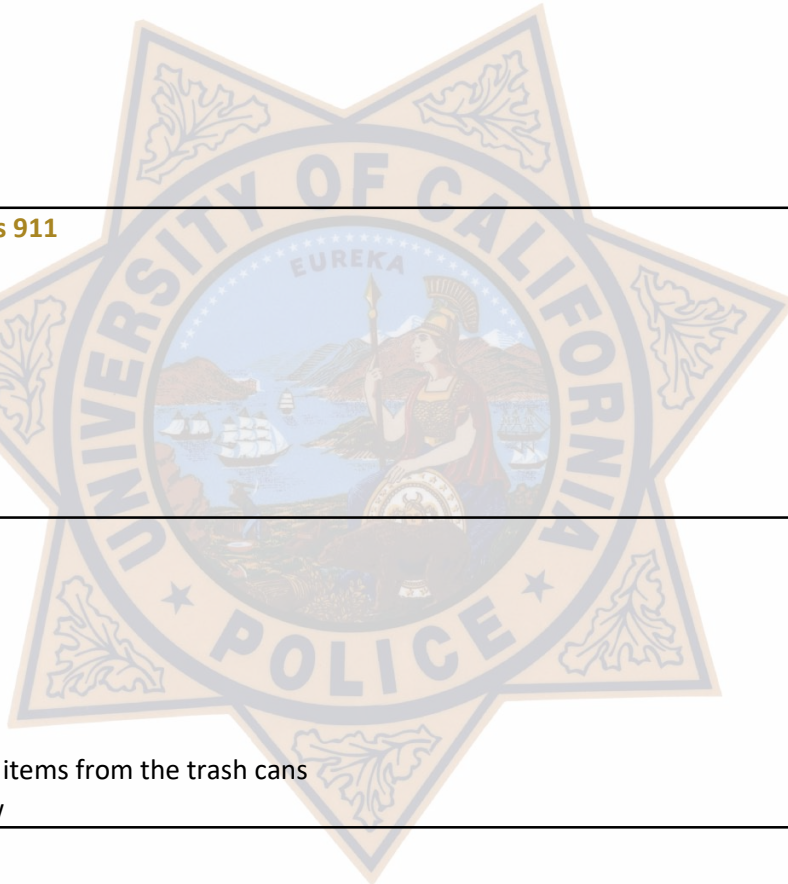 s 911
UNIVERSITY OF CALIFORNIA
EUREKA
POLICE
items from the trash cans